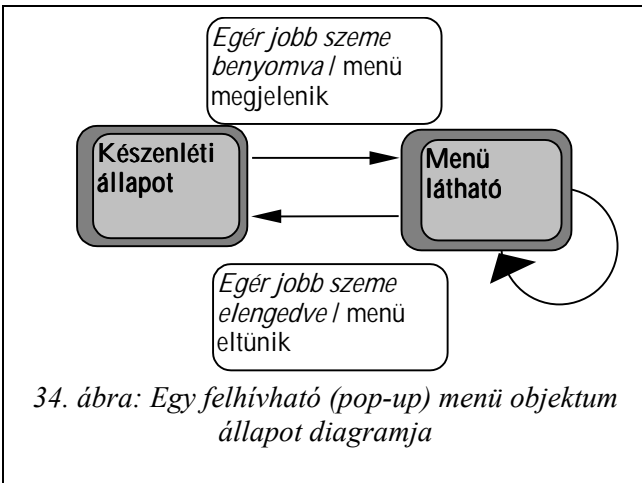 Egér jobb szeme
benyomva / menü
megjelenik
Készenléti
állapot
Menü
látható
Egér jobb szeme
elengedve / menü
eltünik
34. ábra: Egy felhívható (pop-up) menü objektum
állapot diagramja